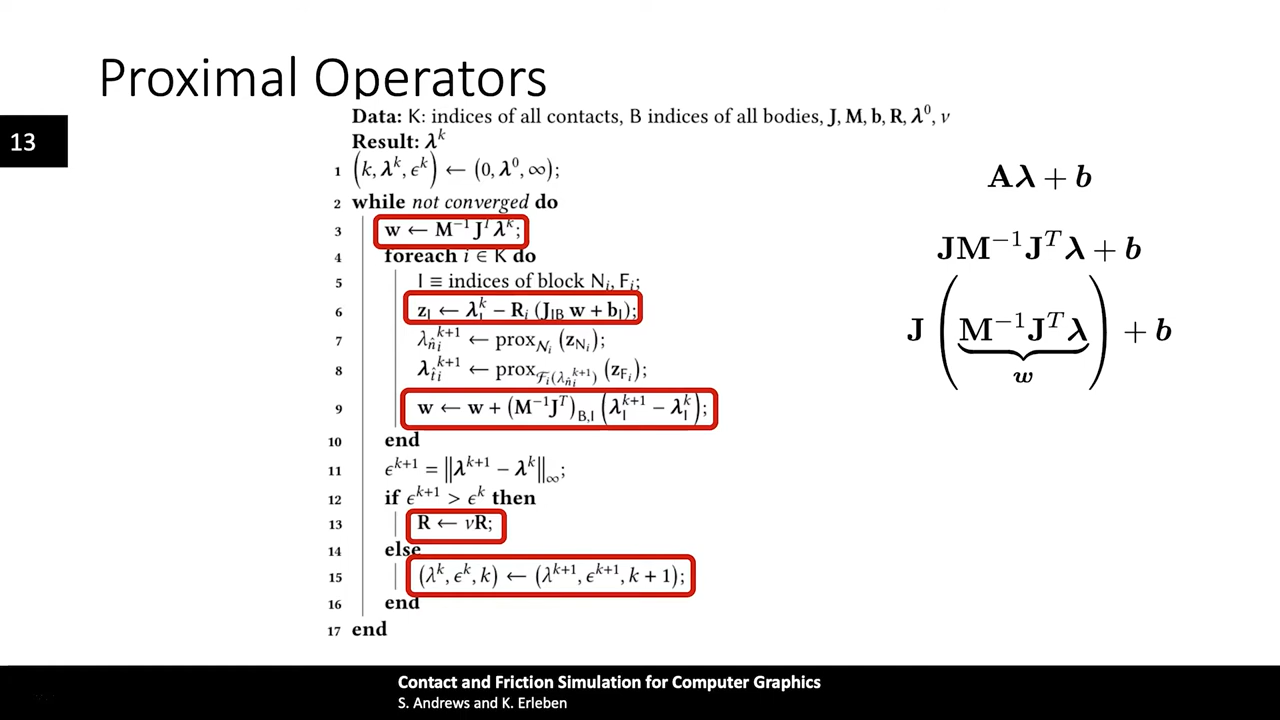 Proximal Operators
13
Data: K: indices of all contacts, B indices of all bodies, J, M, b, R, λ⁰, ν
Result: λᵏ
1 (k, λᵏ, ϵᵏ) ← (0, λ⁰, ∞);
2 while not converged do
3 w ← M⁻¹Jᵀλᵏ;
4 foreach i ∈ K do
5 I ≡ indices of block Nᵢ, Fᵢ;
6 z_I ← λ_I^k − Rᵢ (J_IB w + b_I);
7 λ_{n̂ i}^{k+1} ← prox_{𝒩ᵢ} (z_{Nᵢ});
8 λ_{t̂ i}^{k+1} ← prox_{ℱᵢ(λ_{n̂ i}^{k+1})} (z_{Fᵢ});
9 w ← w + (M⁻¹Jᵀ)_{B,I} (λ_I^{k+1} − λ_I^k);
10 end
11 ϵ^{k+1} = ‖λ^{k+1} − λ^k‖_∞;
12 if ϵ^{k+1} > ϵ^k then
13 R ← νR;
14 else
15 (λ^k, ϵ^k, k) ← (λ^{k+1}, ϵ^{k+1}, k + 1);
16 end
17 end
Aλ + b
JM⁻¹Jᵀλ + b
J (M⁻¹Jᵀλ) + b
w
Contact and Friction Simulation for Computer Graphics
S. Andrews and K. Erleben